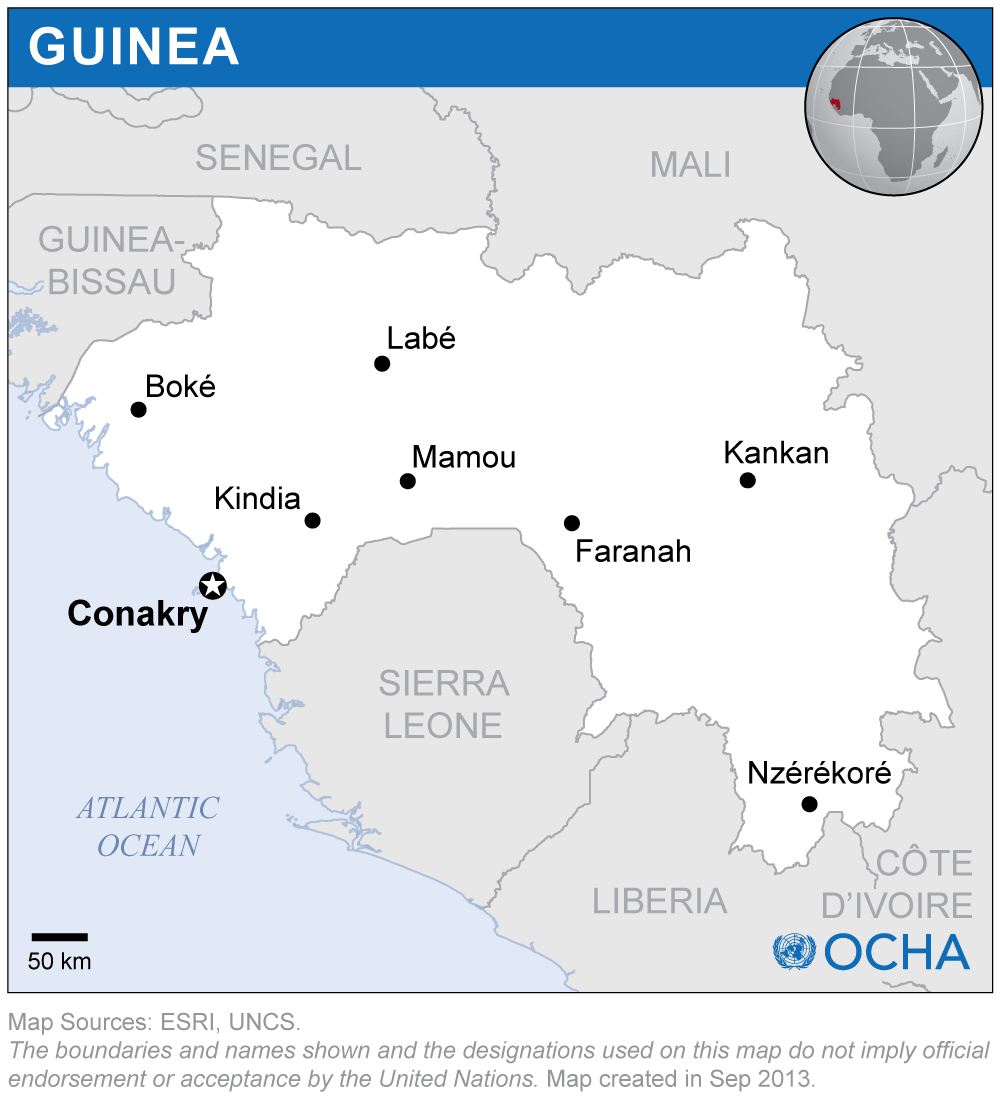 GUINEA
SENEGAL
MALI
GUINEA-
BISSAU
Labé
Boké
Mamou
Kankan
Kindia
Faranah
Conakry
SIERRA
LEONE
Nzérékoré
ATLANTIC
OCEAN
CÔTE
D’IVOIRE
LIBERIA
OCHA
50 km
Map Sources: ESRI, UNCS.
The boundaries and names shown and the designations used on this map do not imply official
endorsement or acceptance by the United Nations. Map created in Sep 2013.